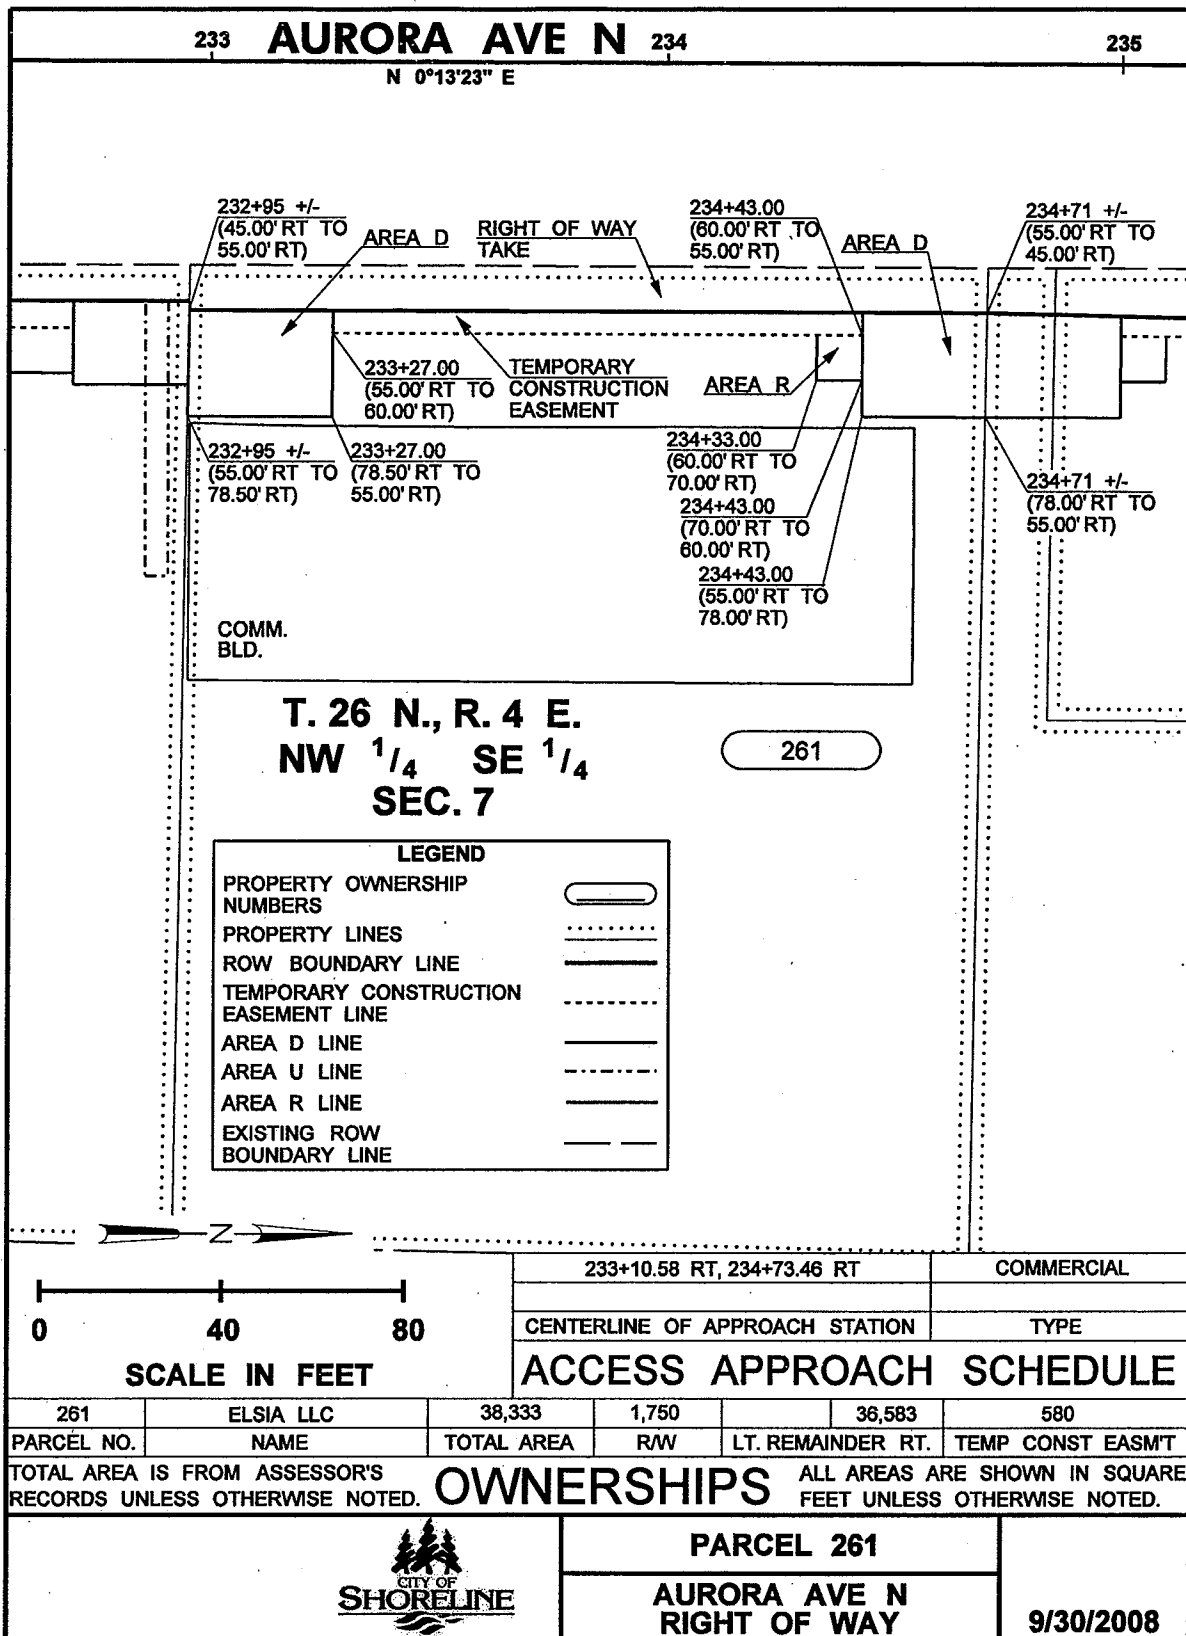 233 AURORA AVE N 234 235
N 0°13'23" E
232+95 +/-
(45.00' RT TO
55.00' RT)
AREA D
RIGHT OF WAY
TAKE
234+43.00
(60.00' RT TO
55.00' RT)
AREA D
234+71 +/-
(55.00' RT TO
45.00' RT)
233+27.00
(55.00' RT TO
60.00' RT)
TEMPORARY
CONSTRUCTION
EASEMENT
AREA R
232+95 +/-
(55.00' RT TO
78.50' RT)
233+27.00
(78.50' RT TO
55.00' RT)
234+33.00
(60.00' RT TO
70.00' RT)
234+43.00
(70.00' RT TO
60.00' RT)
234+43.00
(55.00' RT TO
78.00' RT)
234+71 +/-
(78.00' RT TO
55.00' RT)
COMM.
BLD.
T. 26 N., R. 4 E.
NW 1/4 SE 1/4
SEC. 7
261
LEGEND
PROPERTY OWNERSHIP
NUMBERS
PROPERTY LINES
ROW BOUNDARY LINE
TEMPORARY CONSTRUCTION
EASEMENT LINE
AREA D LINE
AREA U LINE
AREA R LINE
EXISTING ROW
BOUNDARY LINE
N
0 40 80
SCALE IN FEET
233+10.58 RT, 234+73.46 RT COMMERCIAL
CENTERLINE OF APPROACH STATION TYPE
ACCESS APPROACH SCHEDULE
261 ELSIA LLC 38,333 1,750 36,583 580
PARCEL NO. NAME TOTAL AREA R/W LT. REMAINDER RT. TEMP CONST EASM'T
TOTAL AREA IS FROM ASSESSOR'S
RECORDS UNLESS OTHERWISE NOTED.
OWNERSHIPS
ALL AREAS ARE SHOWN IN SQUARE
FEET UNLESS OTHERWISE NOTED.
CITY OF
SHORELINE
PARCEL 261
AURORA AVE N
RIGHT OF WAY
9/30/2008